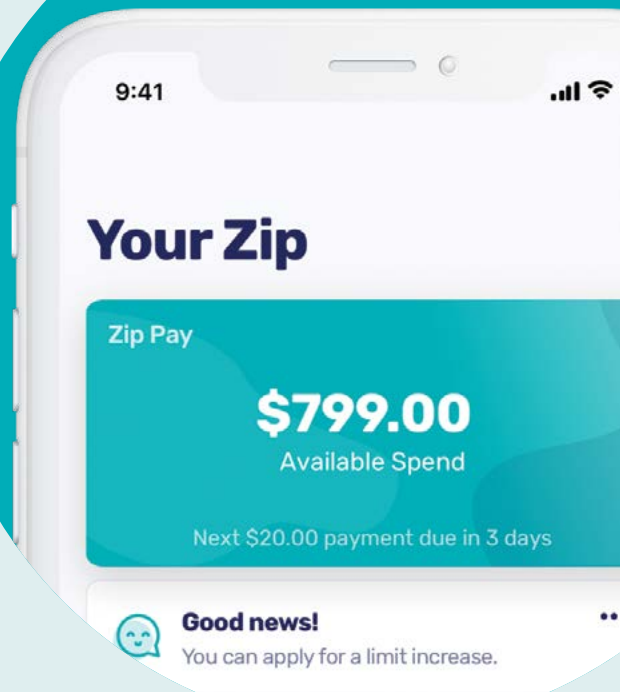 9:41
Your Zip
Zip Pay
$799.00
Available Spend
Next $20.00 payment due in 3 days
Good news!
You can apply for a limit increase.